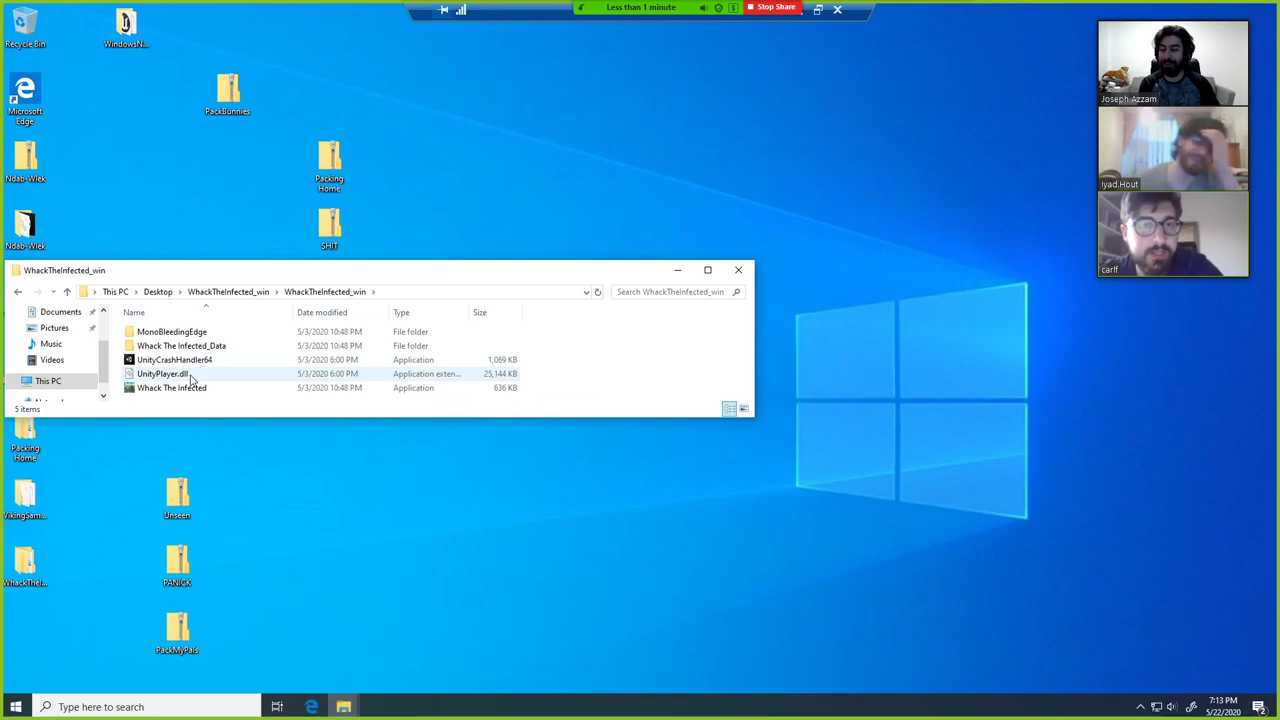 Less than 1 minute
Stop Share
Recycle Bin
WindowsN...
Microsoft
Edge
PackBunnies
Ndab-Wlek
Packing
Home
Ndab-Wlek
SHIT
Joseph Azzam
Iyad.Hout
carlf
WhackTheInfected_win
This PC > Desktop > WhackTheInfected_win > WhackTheInfected_win >
Search WhackTheInfected_win
Documents
Pictures
Music
Videos
This PC
Name Date modified Type Size
MonoBleedingEdge 5/3/2020 10:48 PM File folder
Whack The Infected_Data 5/3/2020 10:48 PM File folder
UnityCrashHandler64 5/3/2020 6:00 PM Application 1,069 KB
UnityPlayer.dll 5/3/2020 6:00 PM Application exten... 25,144 KB
Whack The Infected 5/3/2020 10:48 PM Application 636 KB
5 items
Packing
Home
VikingSam...
Unseen
WhackTheI...
PANICK
PackMyPals
Type here to search
7:13 PM
5/22/2020
2